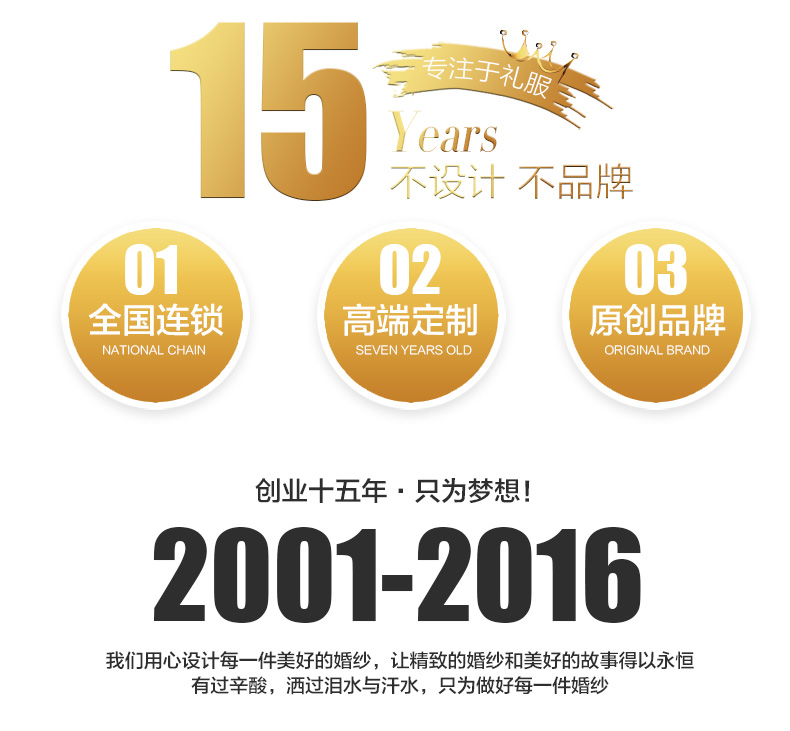 15
专注于礼服
Years
不设计 不品牌
01
全国连锁
NATIONAL CHAIN
02
高端定制
SEVEN YEARS OLD
03
原创品牌
ORIGINAL BRAND
创业十五年·只为梦想!
2001-2016
我们用心设计每一件美好的婚纱，让精致的婚纱和美好的故事得以永恒
有过辛酸，洒过泪水与汗水，只为做好每一件婚纱